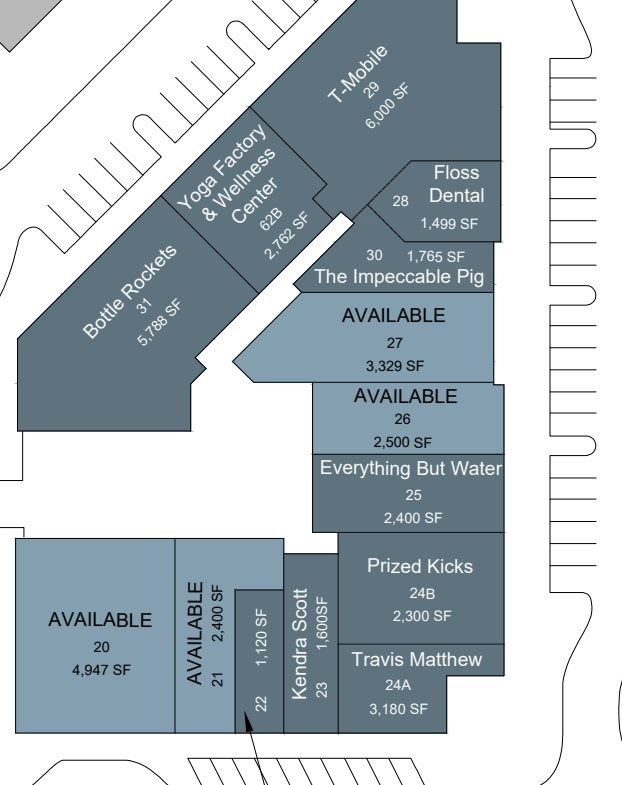 T-Mobile
29
6,000 SF
Yoga Factory
& Wellness
Center
62B
2,762 SF
Floss
Dental
28
1,499 SF
30 1,765 SF
The Impeccable Pig
Bottle Rockets
31
5,788 SF
AVAILABLE
27
3,329 SF
AVAILABLE
26
2,500 SF
Everything But Water
25
2,400 SF
Prized Kicks
24B
2,300 SF
Travis Matthew
24A
3,180 SF
AVAILABLE
20
4,947 SF
AVAILABLE
21 2,400 SF
22 1,120 SF
Kendra Scott
23 1,600SF